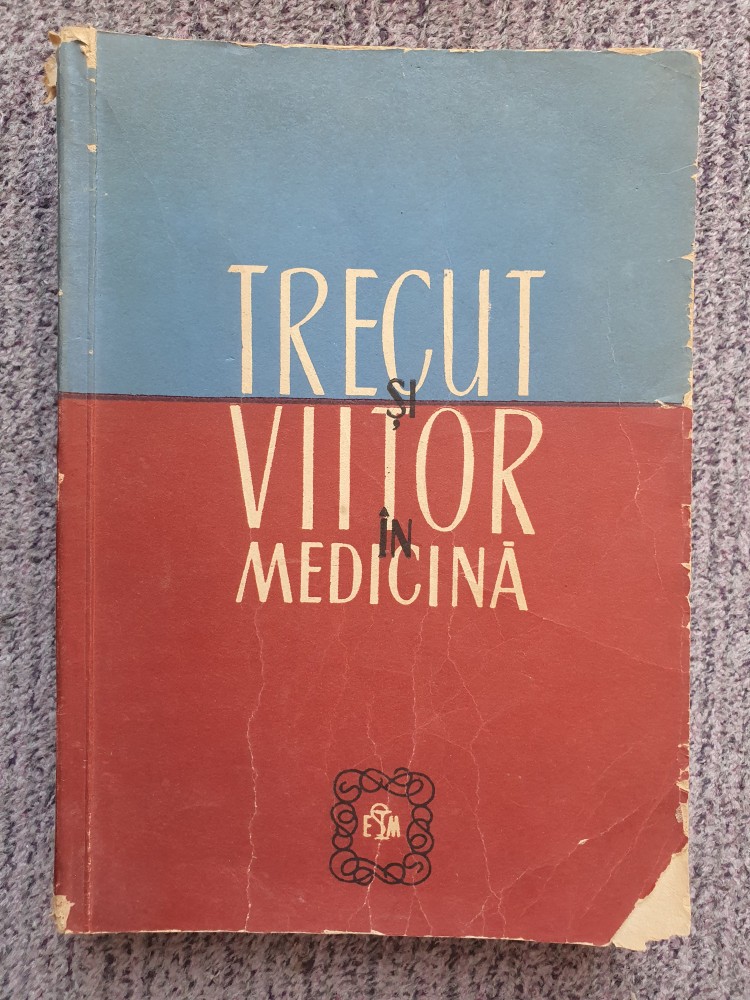 TRECUT
ȘI
VIITOR
ÎN
MEDICINĂ
ESM